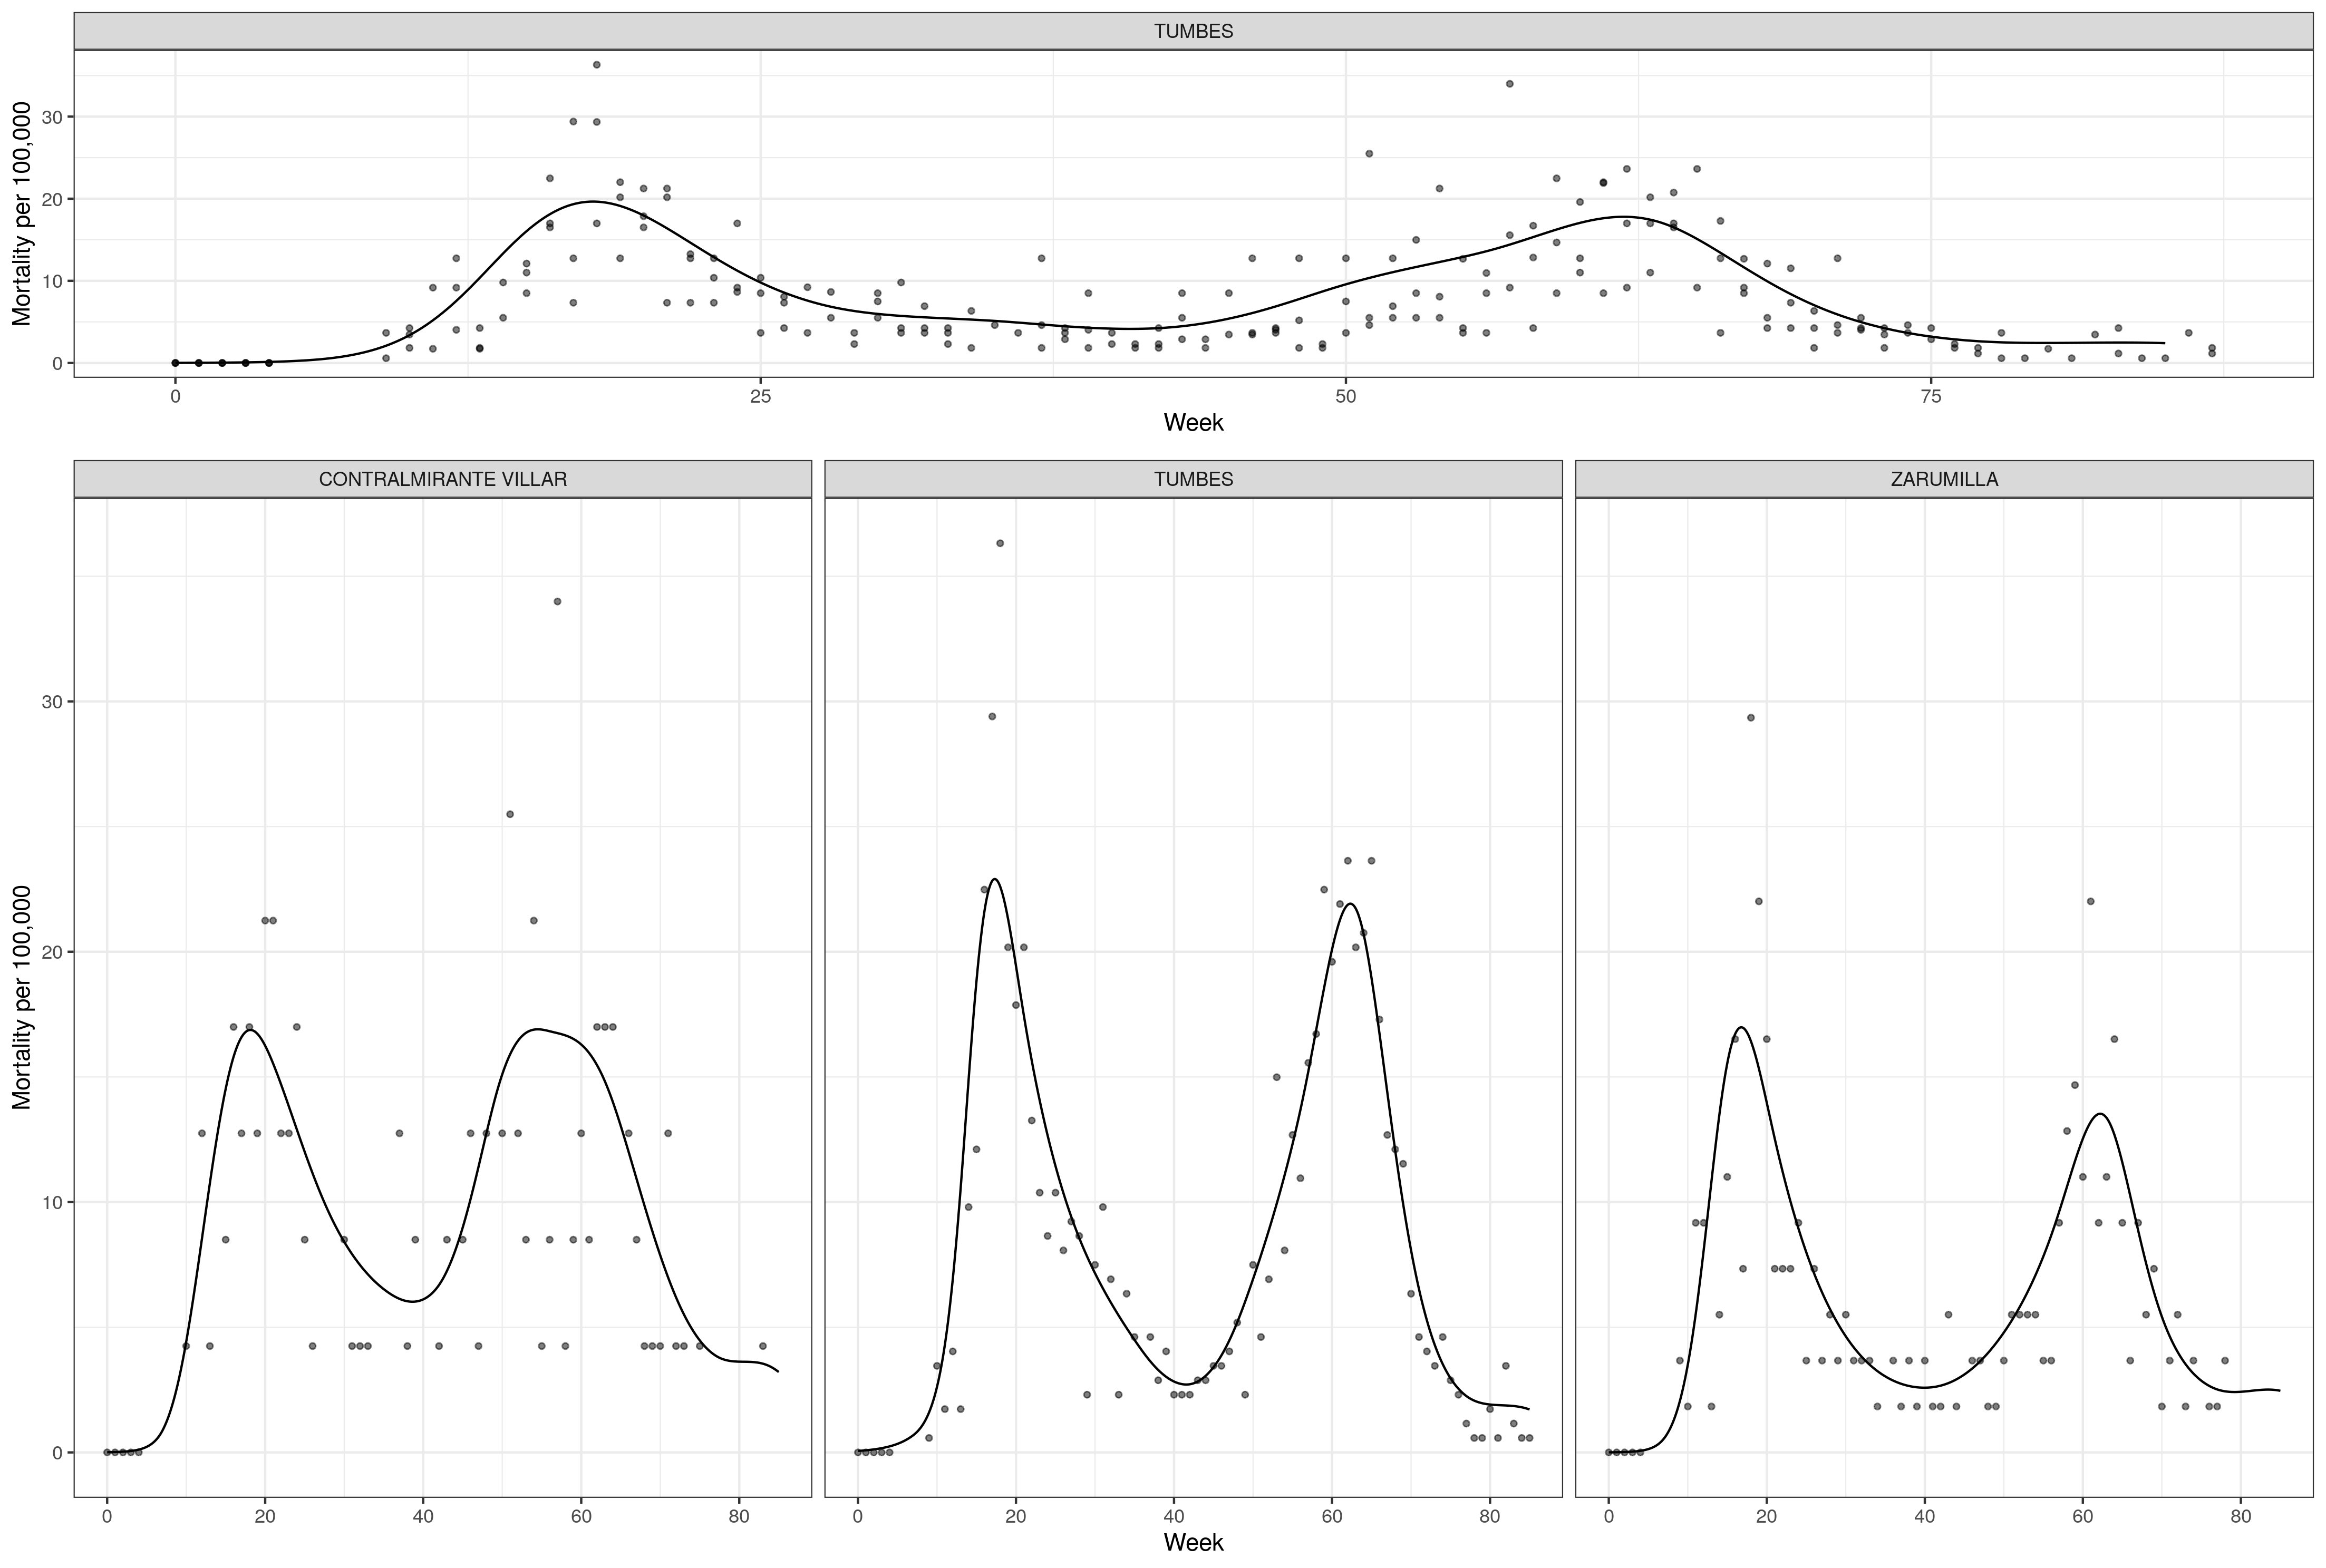 TUMBES
Mortality per 100,000
30
20
10
0
0 25 50 75
Week
CONTRALMIRANTE VILLAR TUMBES ZARUMILLA
Mortality per 100,000
30
20
10
0
0 20 40 60 80 0 20 40 60 80 0 20 40 60 80
Week